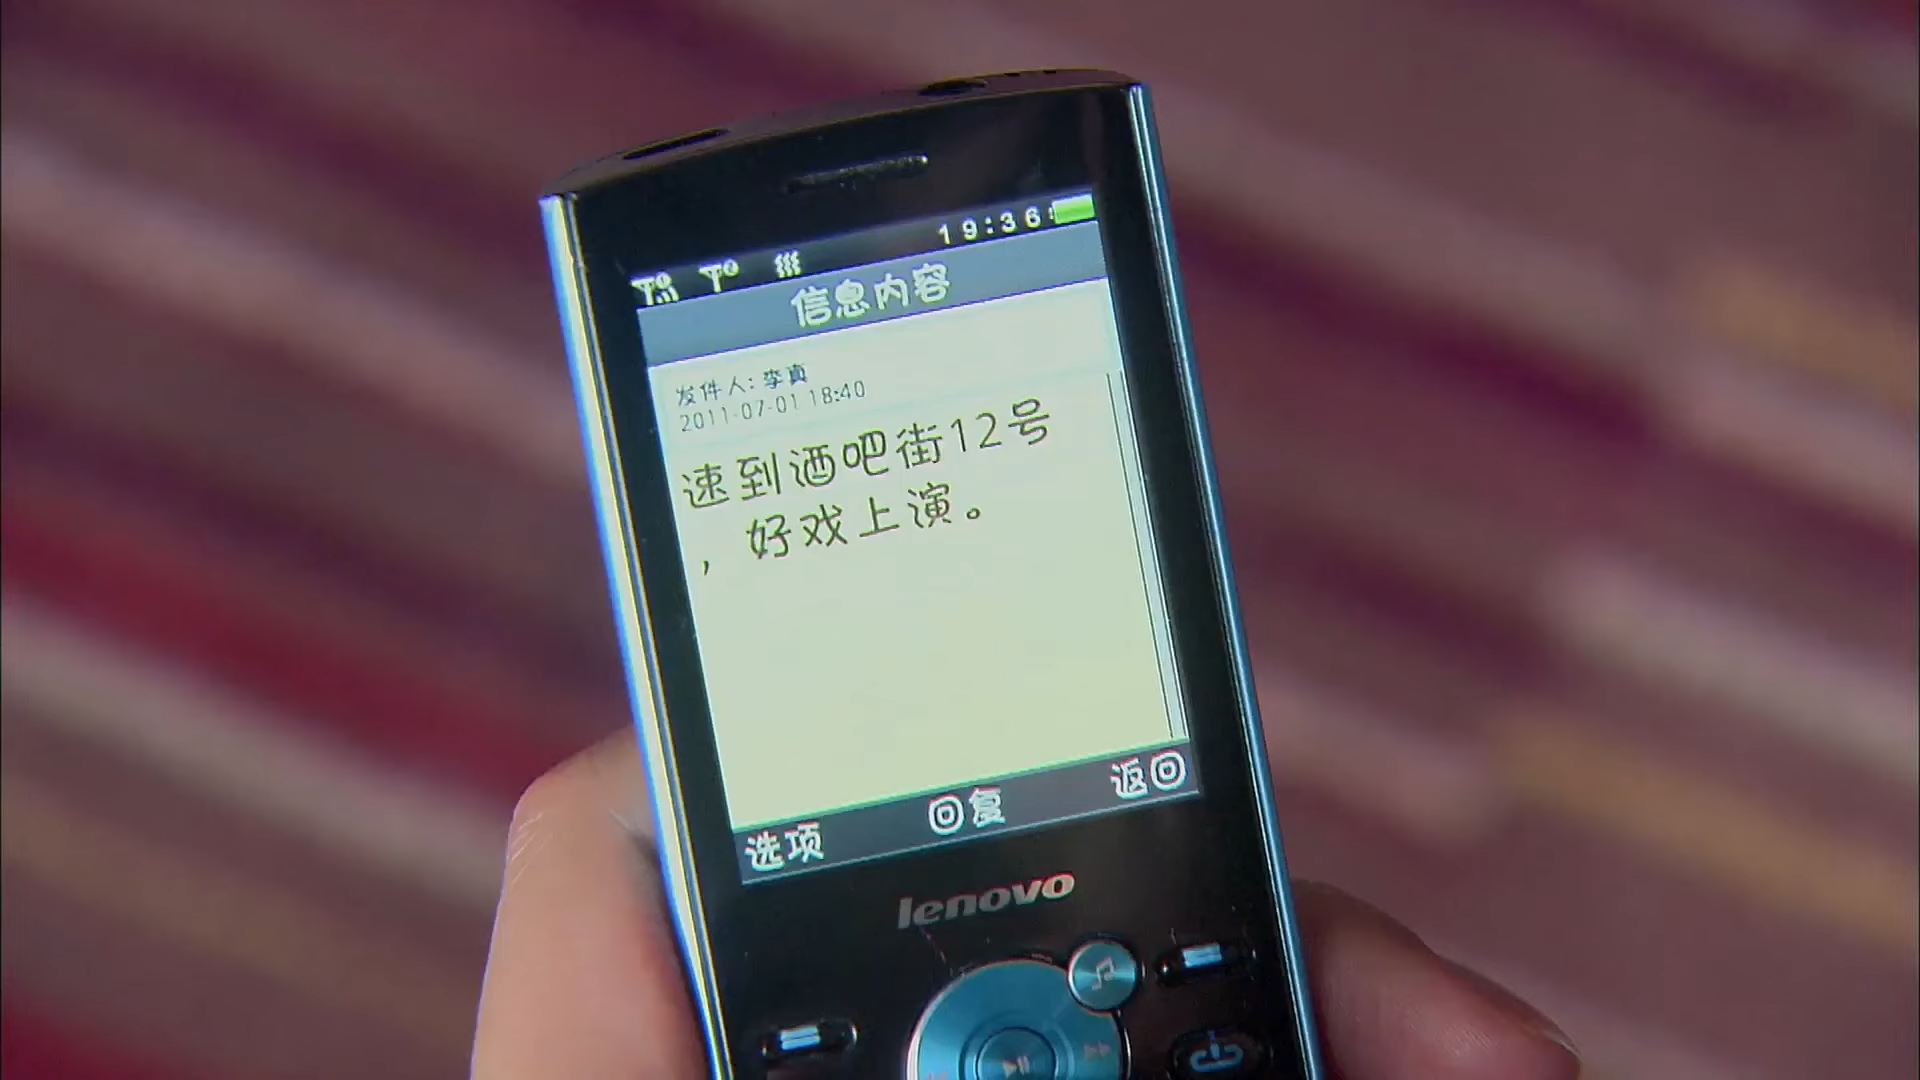 19:36
信息内容
发件人: 李真
2011-07-01 18:40
速到酒吧街12号
，好戏上演。
选项 回复 返回
lenovo